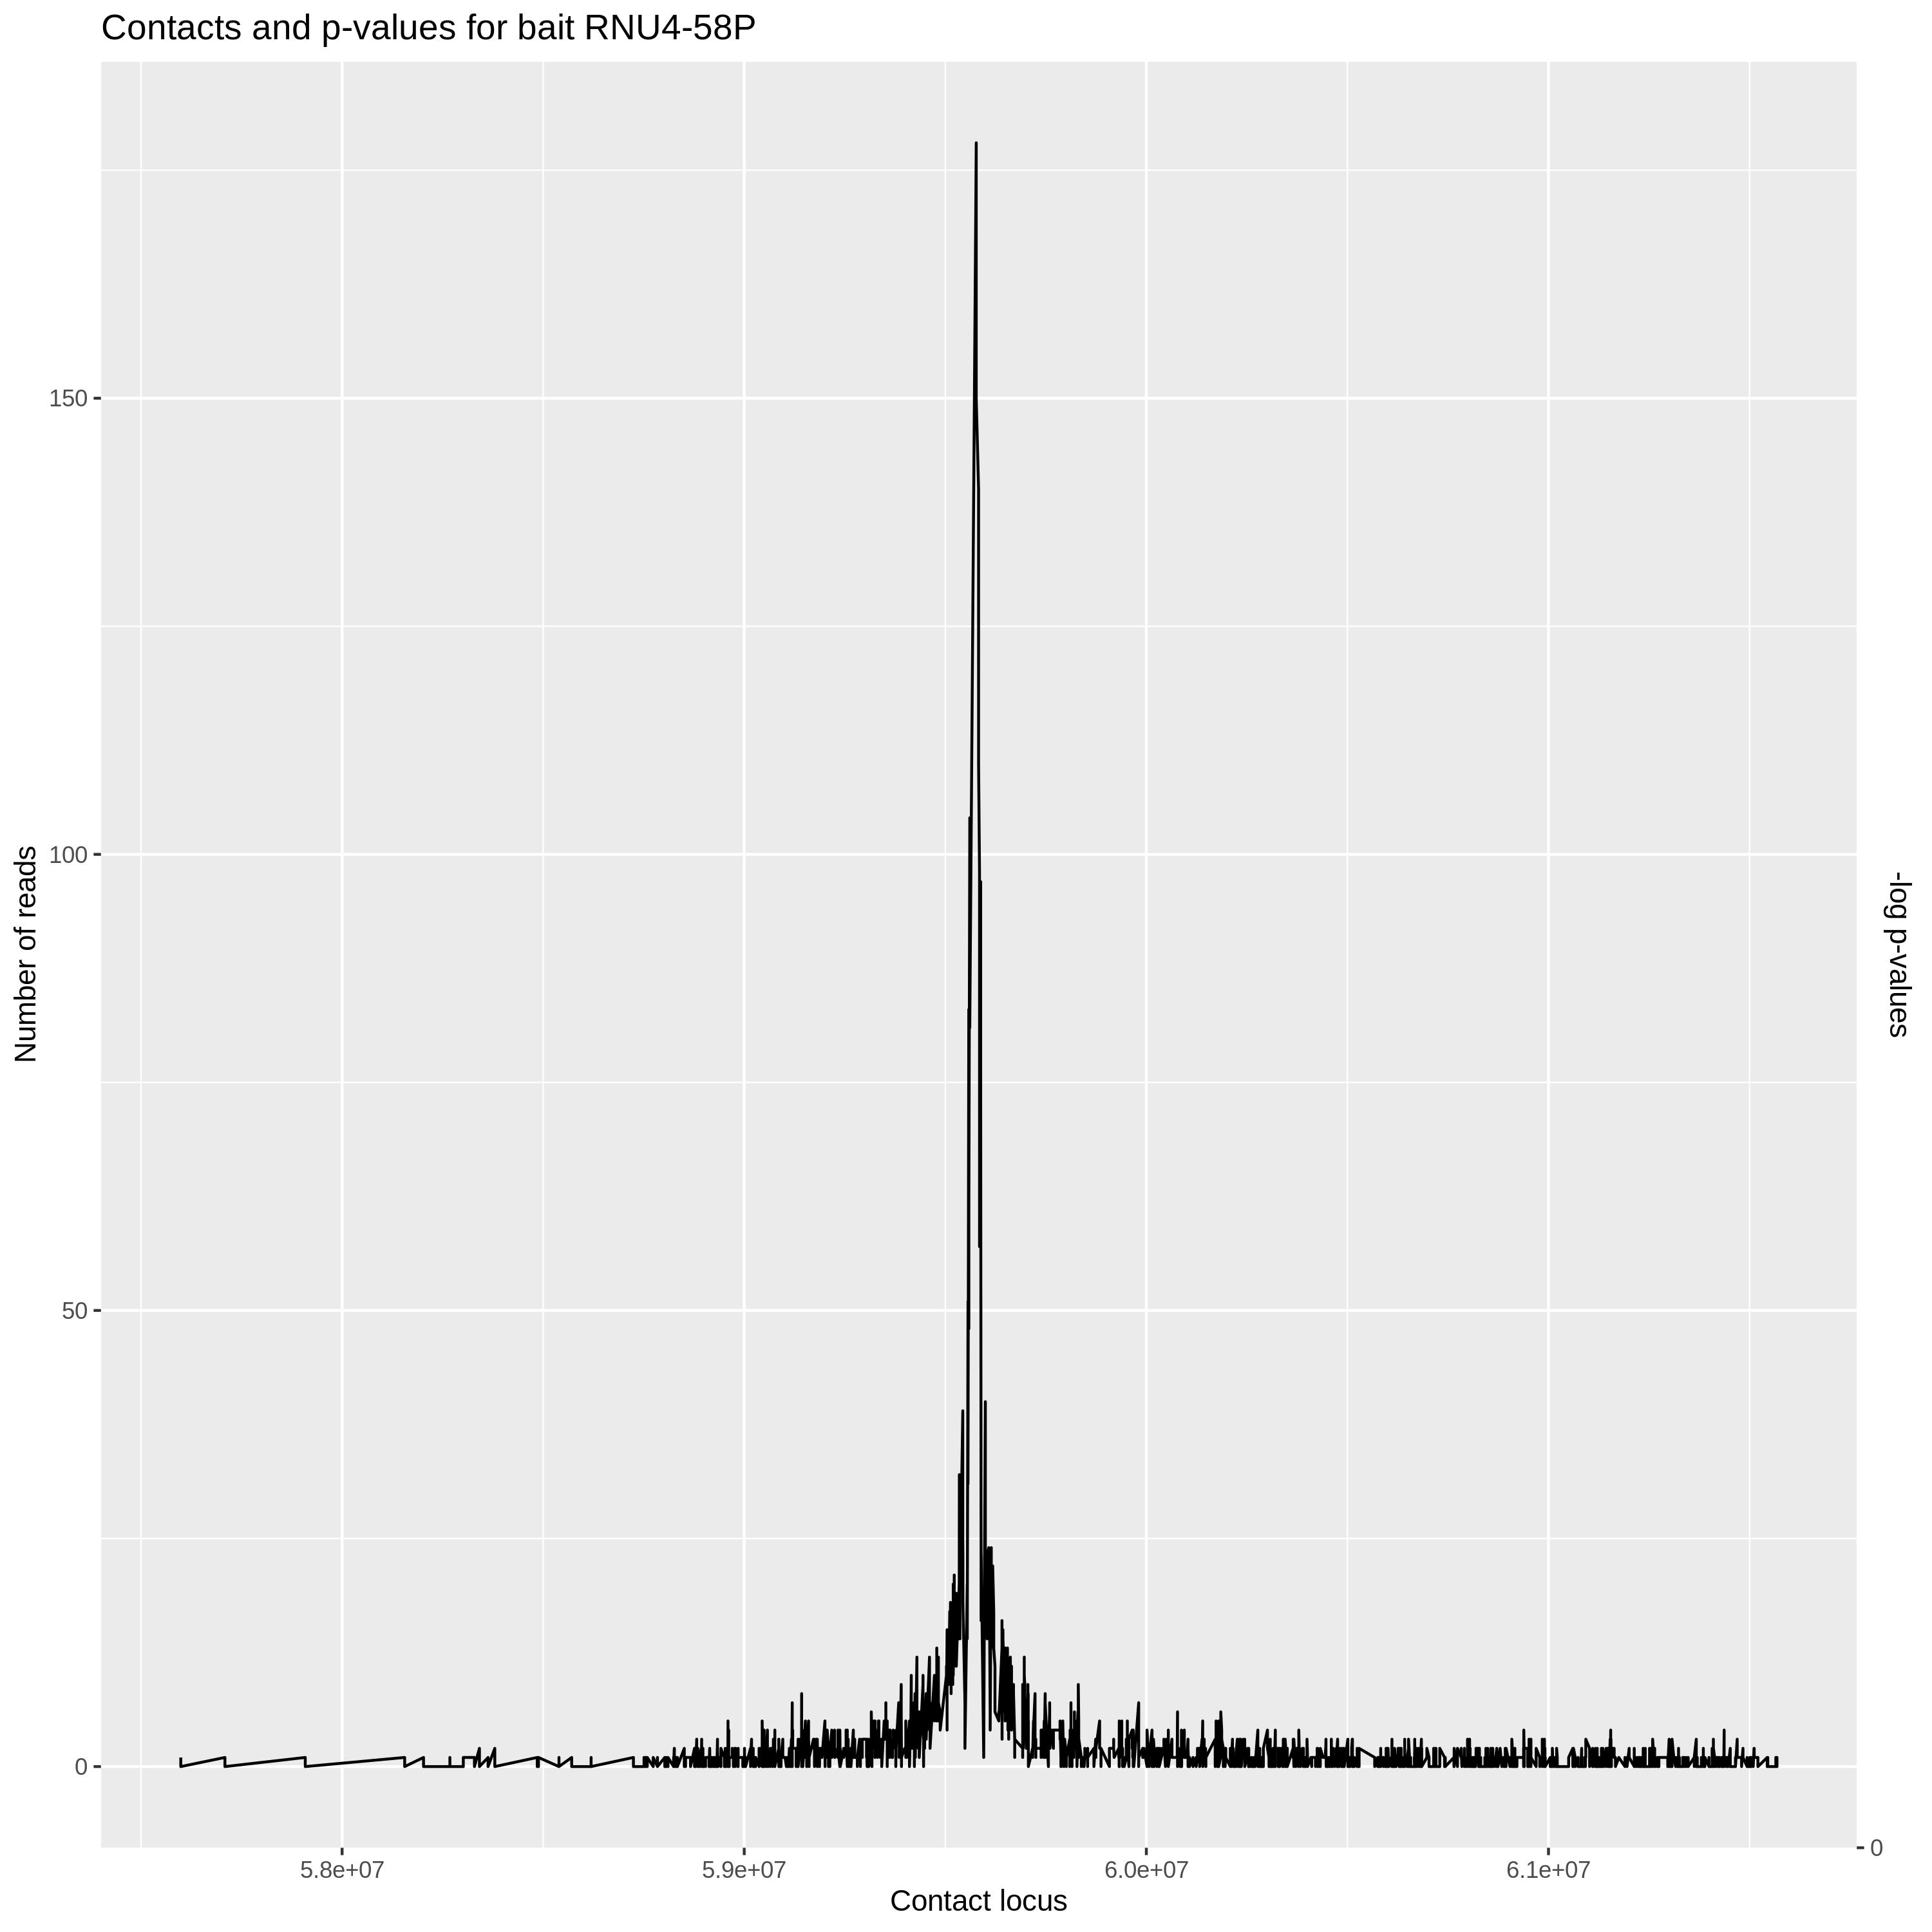 Contacts and p-values for bait RNU4-58P
150
100
50
0
Number of reads
-log p-values
0
5.8e+07
5.9e+07
6.0e+07
6.1e+07
Contact locus